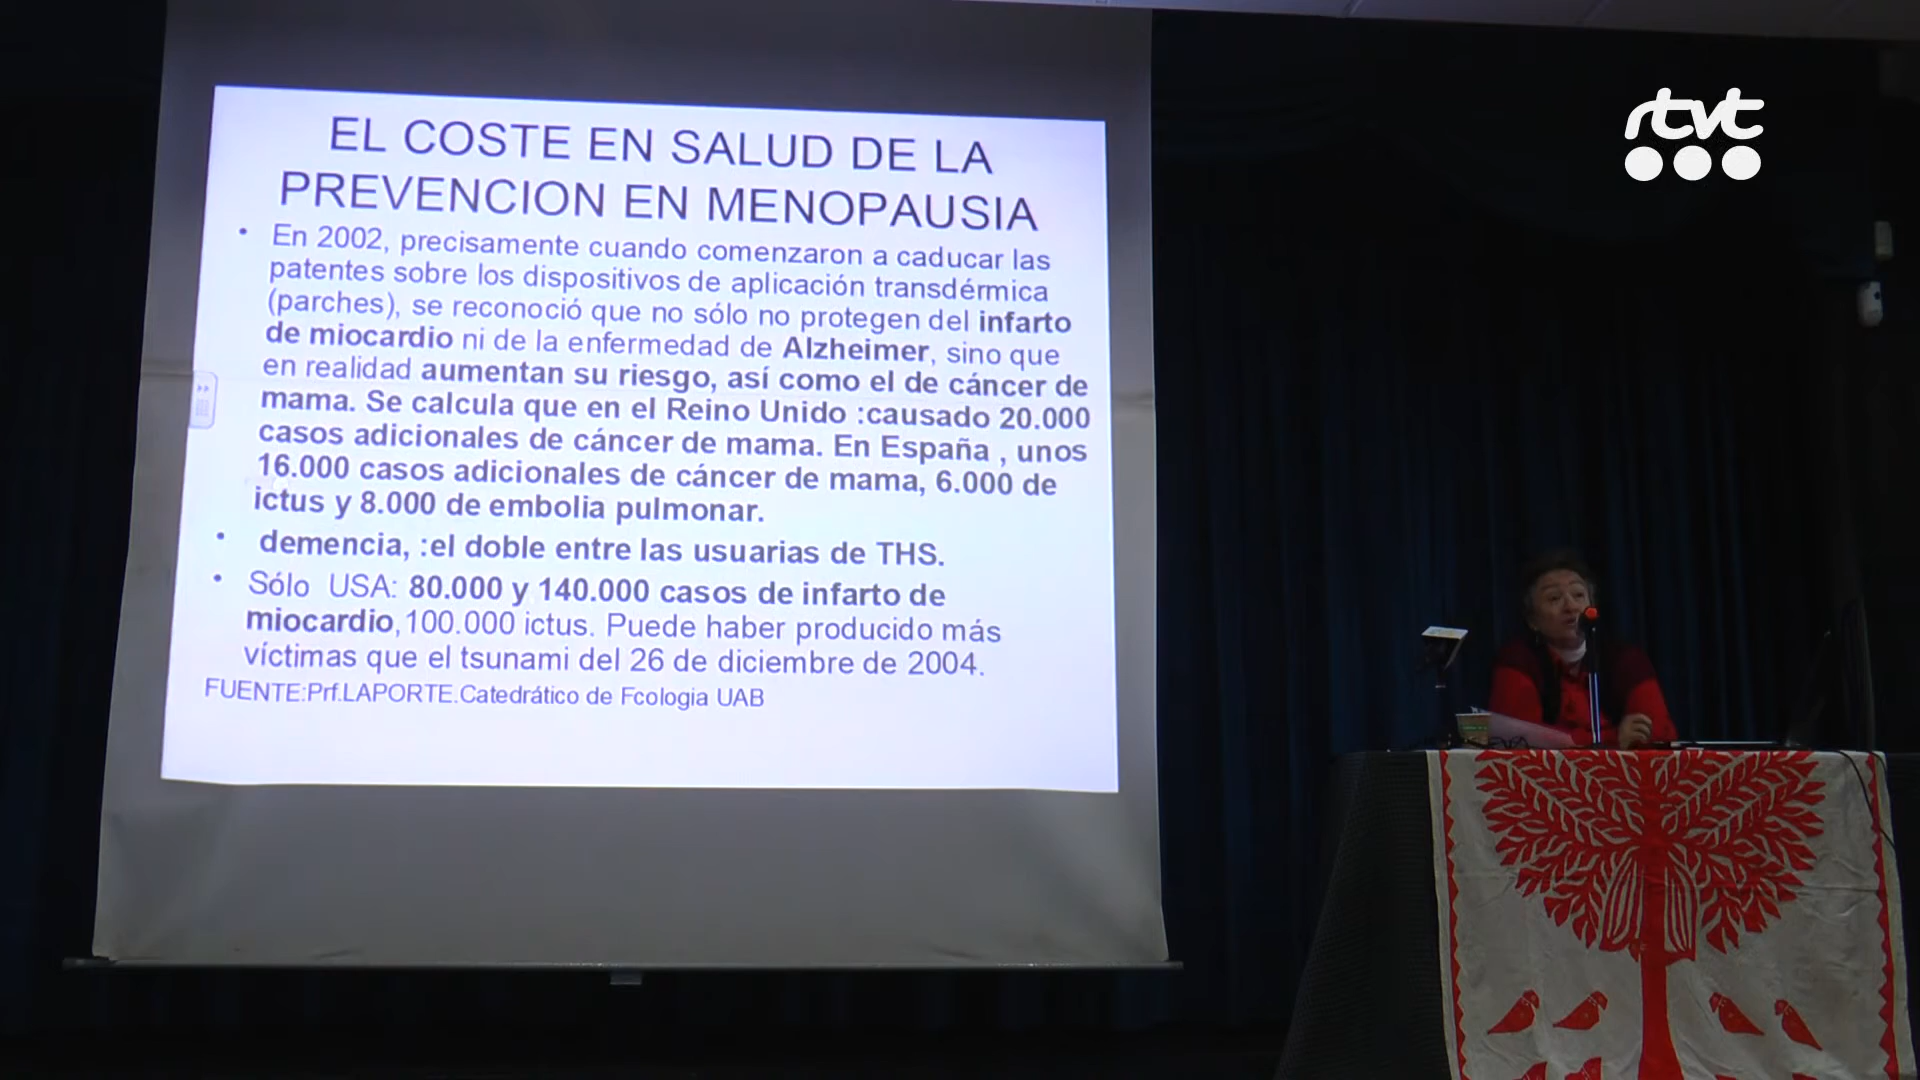 rtvt
EL COSTE EN SALUD DE LA
PREVENCION EN MENOPAUSIA
• En 2002, precisamente cuando comenzaron a caducar las
patentes sobre los dispositivos de aplicación transdérmica
(parches), se reconoció que no sólo no protegen del infarto
de miocardio ni de la enfermedad de Alzheimer, sino que
en realidad aumentan su riesgo, así como el de cáncer de
mama. Se calcula que en el Reino Unido :causado 20.000
casos adicionales de cáncer de mama. En España , unos
16.000 casos adicionales de cáncer de mama, 6.000 de
ictus y 8.000 de embolia pulmonar.
• demencia, :el doble entre las usuarias de THS.
• Sólo USA: 80.000 y 140.000 casos de infarto de
miocardio,100.000 ictus. Puede haber producido más
víctimas que el tsunami del 26 de diciembre de 2004.
FUENTE:Prf.LAPORTE.Catedrático de Fcologia UAB